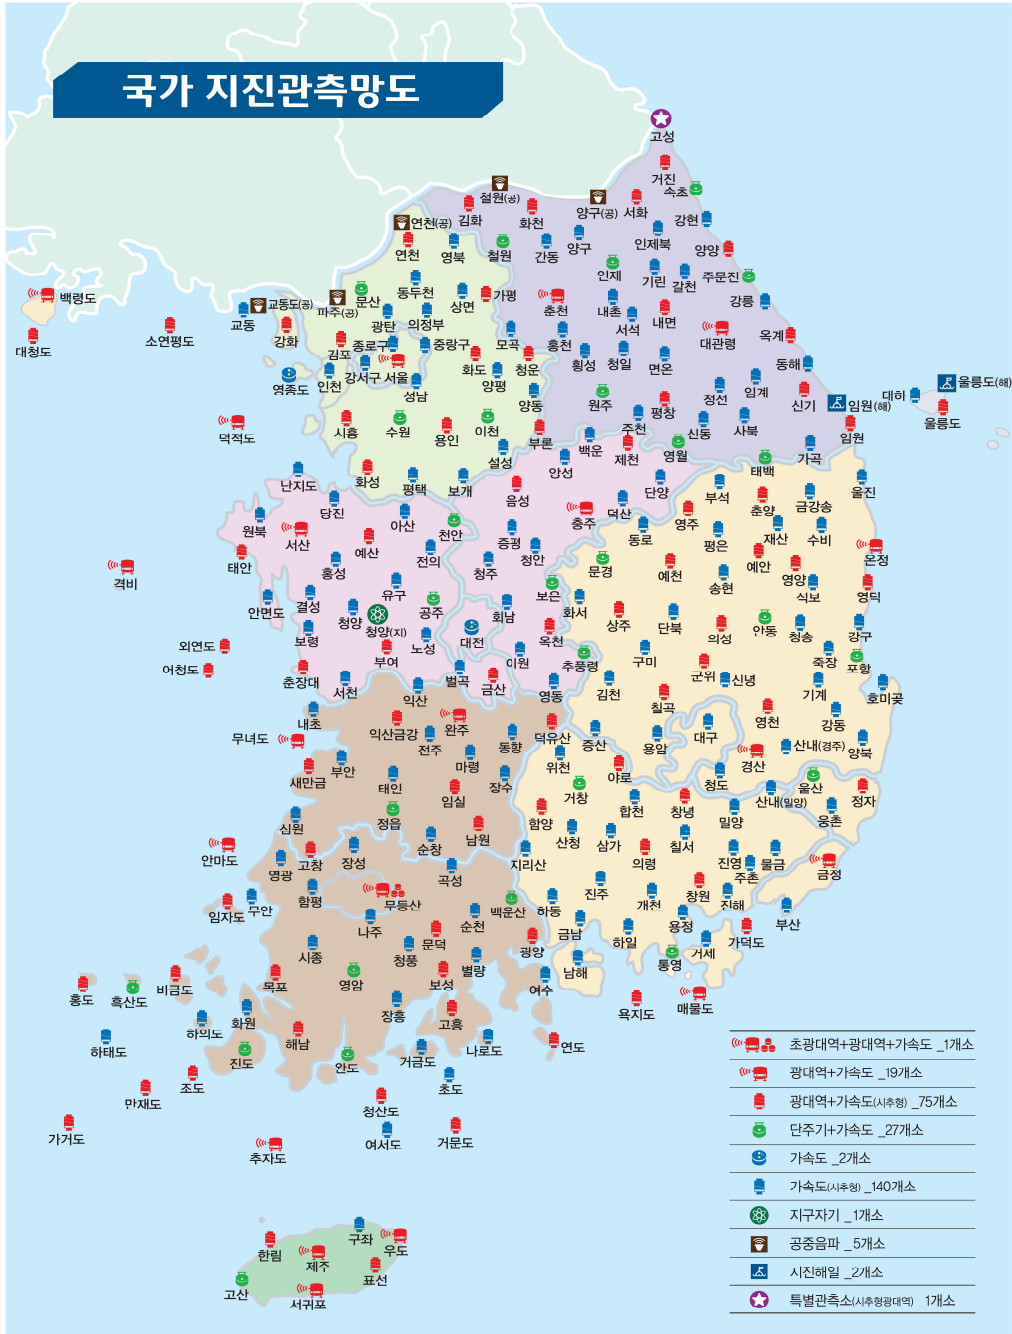 국가 지진관측망도
고성
거진
속초
철원(공)
양구(공)
서화
김화
화천
강현
연천(공)
연천
영북
철원
간동
양구
인제북
양양
인제
기린
갈천
주문진
백령도
교동도(공)
파주(공)
문산
동두천
상면
가평
춘천
내촌
강릉
교동
강화
광탄
의정부
서석
내면
대청도
소연평도
김포
종로구
중랑구
모곡
홍천
대관령
옥계
화도
청운
횡성
청일
면온
동해
영종도
인천
강서구
서울
성남
양평
양동
원주
평창
정선
임계
신기
대하
울릉도(해)
임원(해)
울릉도
덕적도
시흥
수원
용인
이천
부론
주천
신동
사북
임원
설성
백운
제천
영월
태백
가곡
난지도
화성
평택
보개
음성
앙성
단양
부석
춘양
금강송
울진
당진
원북
아산
천안
충주
덕산
영주
서산
예산
전의
증평
동로
평은
재산
수비
태안
홍성
청주
청안
문경
예천
예안
온정
격비
유구
보은
송현
영양
식보
영덕
안면도
결성
청양
청양(지)
공주
회남
화서
상주
단북
의성
안동
청송
강구
보령
노성
대전
옥천
외연도
부여
이원
추풍령
구미
죽장
포항
어청도
춘장대
서천
벌곡
금산
영동
김천
군위
신녕
기계
호미곶
익산
칠곡
내초
익산금강
완주
덕유산
영천
강동
무녀도
전주
동향
증산
용암
대구
산내(경주)
양북
부안
마령
위천
야로
경산
새만금
태인
임실
장수
거창
청도
울산
정자
정읍
합천
창녕
산내(밀양)
심원
함양
밀양
웅촌
순창
남원
산청
삼가
칠서
안마도
영광
고창
장성
지리산
의령
진영
물금
곡성
주촌
금정
함평
무등산
진주
개천
창원
진해
임자도
무안
나주
순천
백운산
하동
용정
부산
금남
시종
청풍
문덕
광양
하일
거세
가덕도
별량
통영
홍도
흑산도
비금도
목포
영암
보성
여수
남해
욕지도
매물도
하의도
화원
장흥
고흥
하태도
해남
진도
완도
거금도
나로도
연도
만재도
조도
초도
가거도
청산도
여서도
거문도
추자도
한림
구좌
우도
제주
표선
고산
서귀포
초광대역+광대역+가속도 _1개소
광대역+가속도 _19개소
광대역+가속도(시추형) _75개소
단주기+가속도 _27개소
가속도 _2개소
가속도(시추형) _140개소
지구자기 _1개소
공중음파 _5개소
시진해일 _2개소
특별관측소(시추형광대역) _1개소